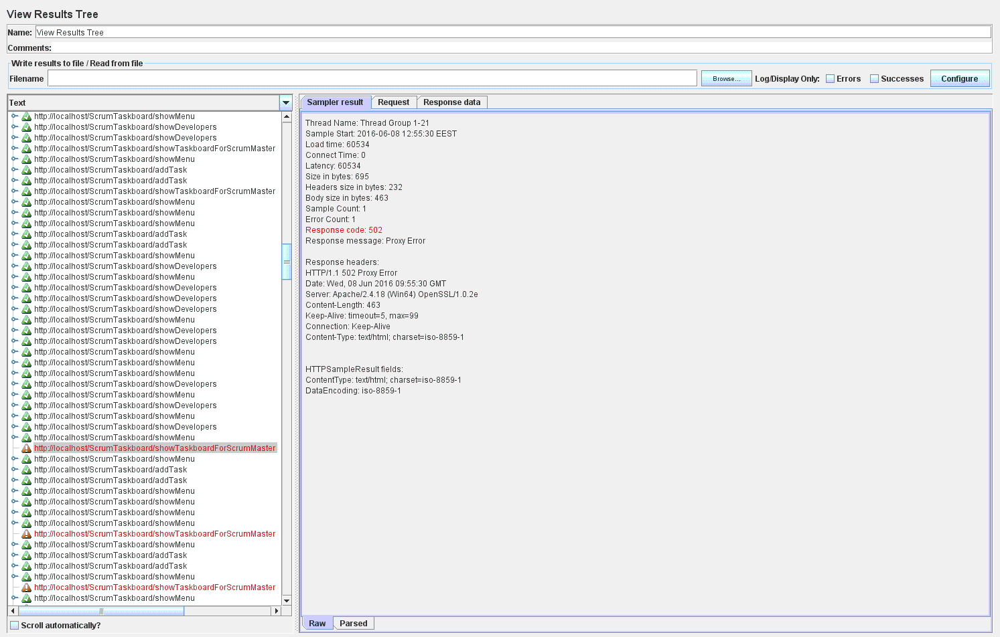 View Results Tree
Name: View Results Tree
Comments:
Write results to file / Read from file
Filename Browse... Log/Display Only: Errors Successes Configure
Text
http://localhost/ScrumTaskboard/showMenu
http://localhost/ScrumTaskboard/showDevelopers
http://localhost/ScrumTaskboard/showDevelopers
http://localhost/ScrumTaskboard/showTaskboardForScrumMaster
http://localhost/ScrumTaskboard/showMenu
http://localhost/ScrumTaskboard/addTask
http://localhost/ScrumTaskboard/addTask
http://localhost/ScrumTaskboard/showTaskboardForScrumMaster
http://localhost/ScrumTaskboard/showMenu
http://localhost/ScrumTaskboard/showMenu
http://localhost/ScrumTaskboard/showMenu
http://localhost/ScrumTaskboard/addTask
http://localhost/ScrumTaskboard/addTask
http://localhost/ScrumTaskboard/showMenu
http://localhost/ScrumTaskboard/showDevelopers
http://localhost/ScrumTaskboard/showMenu
http://localhost/ScrumTaskboard/showDevelopers
http://localhost/ScrumTaskboard/showDevelopers
http://localhost/ScrumTaskboard/showDevelopers
http://localhost/ScrumTaskboard/showMenu
http://localhost/ScrumTaskboard/showDevelopers
http://localhost/ScrumTaskboard/showDevelopers
http://localhost/ScrumTaskboard/showMenu
http://localhost/ScrumTaskboard/showMenu
http://localhost/ScrumTaskboard/showMenu
http://localhost/ScrumTaskboard/showDevelopers
http://localhost/ScrumTaskboard/showMenu
http://localhost/ScrumTaskboard/showDevelopers
http://localhost/ScrumTaskboard/showMenu
http://localhost/ScrumTaskboard/showDevelopers
http://localhost/ScrumTaskboard/showMenu
http://localhost/ScrumTaskboard/showTaskboardForScrumMaster
http://localhost/ScrumTaskboard/showMenu
http://localhost/ScrumTaskboard/addTask
http://localhost/ScrumTaskboard/addTask
http://localhost/ScrumTaskboard/showMenu
http://localhost/ScrumTaskboard/showMenu
http://localhost/ScrumTaskboard/showMenu
http://localhost/ScrumTaskboard/showMenu
http://localhost/ScrumTaskboard/showTaskboardForScrumMaster
http://localhost/ScrumTaskboard/showMenu
http://localhost/ScrumTaskboard/addTask
http://localhost/ScrumTaskboard/addTask
http://localhost/ScrumTaskboard/showMenu
http://localhost/ScrumTaskboard/showTaskboardForScrumMaster
http://localhost/ScrumTaskboard/showMenu
Scroll automatically?
Sampler result Request Response data
Thread Name: Thread Group 1-21
Sample Start: 2016-06-08 12:55:30 EEST
Load time: 60534
Connect Time: 0
Latency: 60534
Size in bytes: 695
Headers size in bytes: 232
Body size in bytes: 463
Sample Count: 1
Error Count: 1
Response code: 502
Response message: Proxy Error
Response headers:
HTTP/1.1 502 Proxy Error
Date: Wed, 08 Jun 2016 09:55:30 GMT
Server: Apache/2.4.18 (Win64) OpenSSL/1.0.2e
Content-Length: 463
Keep-Alive: timeout=5, max=99
Connection: Keep-Alive
Content-Type: text/html; charset=iso-8859-1
HTTPSampleResult fields:
ContentType: text/html; charset=iso-8859-1
DataEncoding: iso-8859-1
Raw Parsed